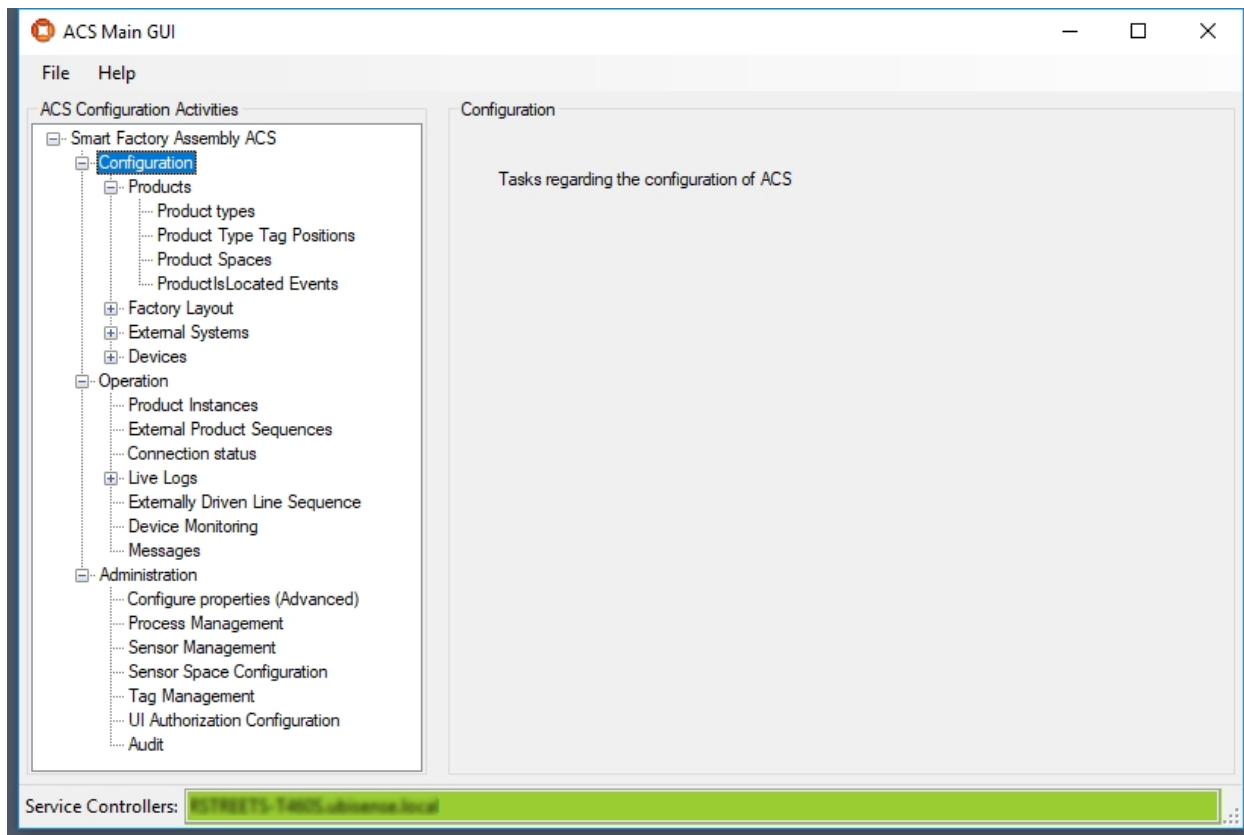 ACS Main GUI
File Help
ACS Configuration Activities
Smart Factory Assembly ACS
Configuration
Products
Product types
Product Type Tag Positions
Product Spaces
ProductIsLocated Events
Factory Layout
External Systems
Devices
Operation
Product Instances
External Product Sequences
Connection status
Live Logs
Externally Driven Line Sequence
Device Monitoring
Messages
Administration
Configure properties (Advanced)
Process Management
Sensor Management
Sensor Space Configuration
Tag Management
UI Authorization Configuration
Audit
Configuration
Tasks regarding the configuration of ACS
Service Controllers: